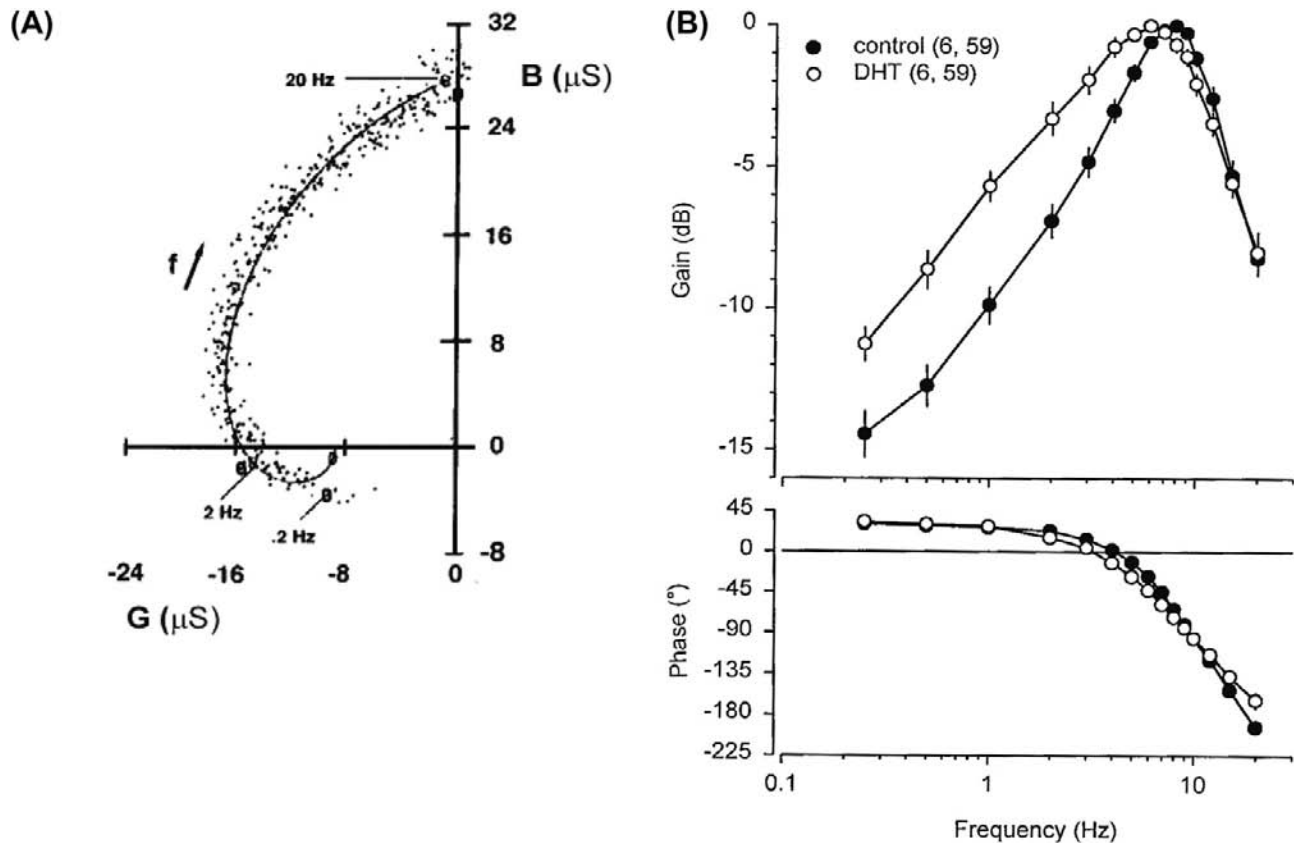 (A)
32
20 Hz
B (μS)
24
16
f
8
0
2 Hz
.2 Hz
-8
-24
-16
-8
0
G (μS)
(B)
0
control (6, 59)
DHT (6, 59)
-5
Gain (dB)
-10
-15
45
0
-45
-90
Phase (°)
-135
-180
-225
0.1
1
10
Frequency (Hz)